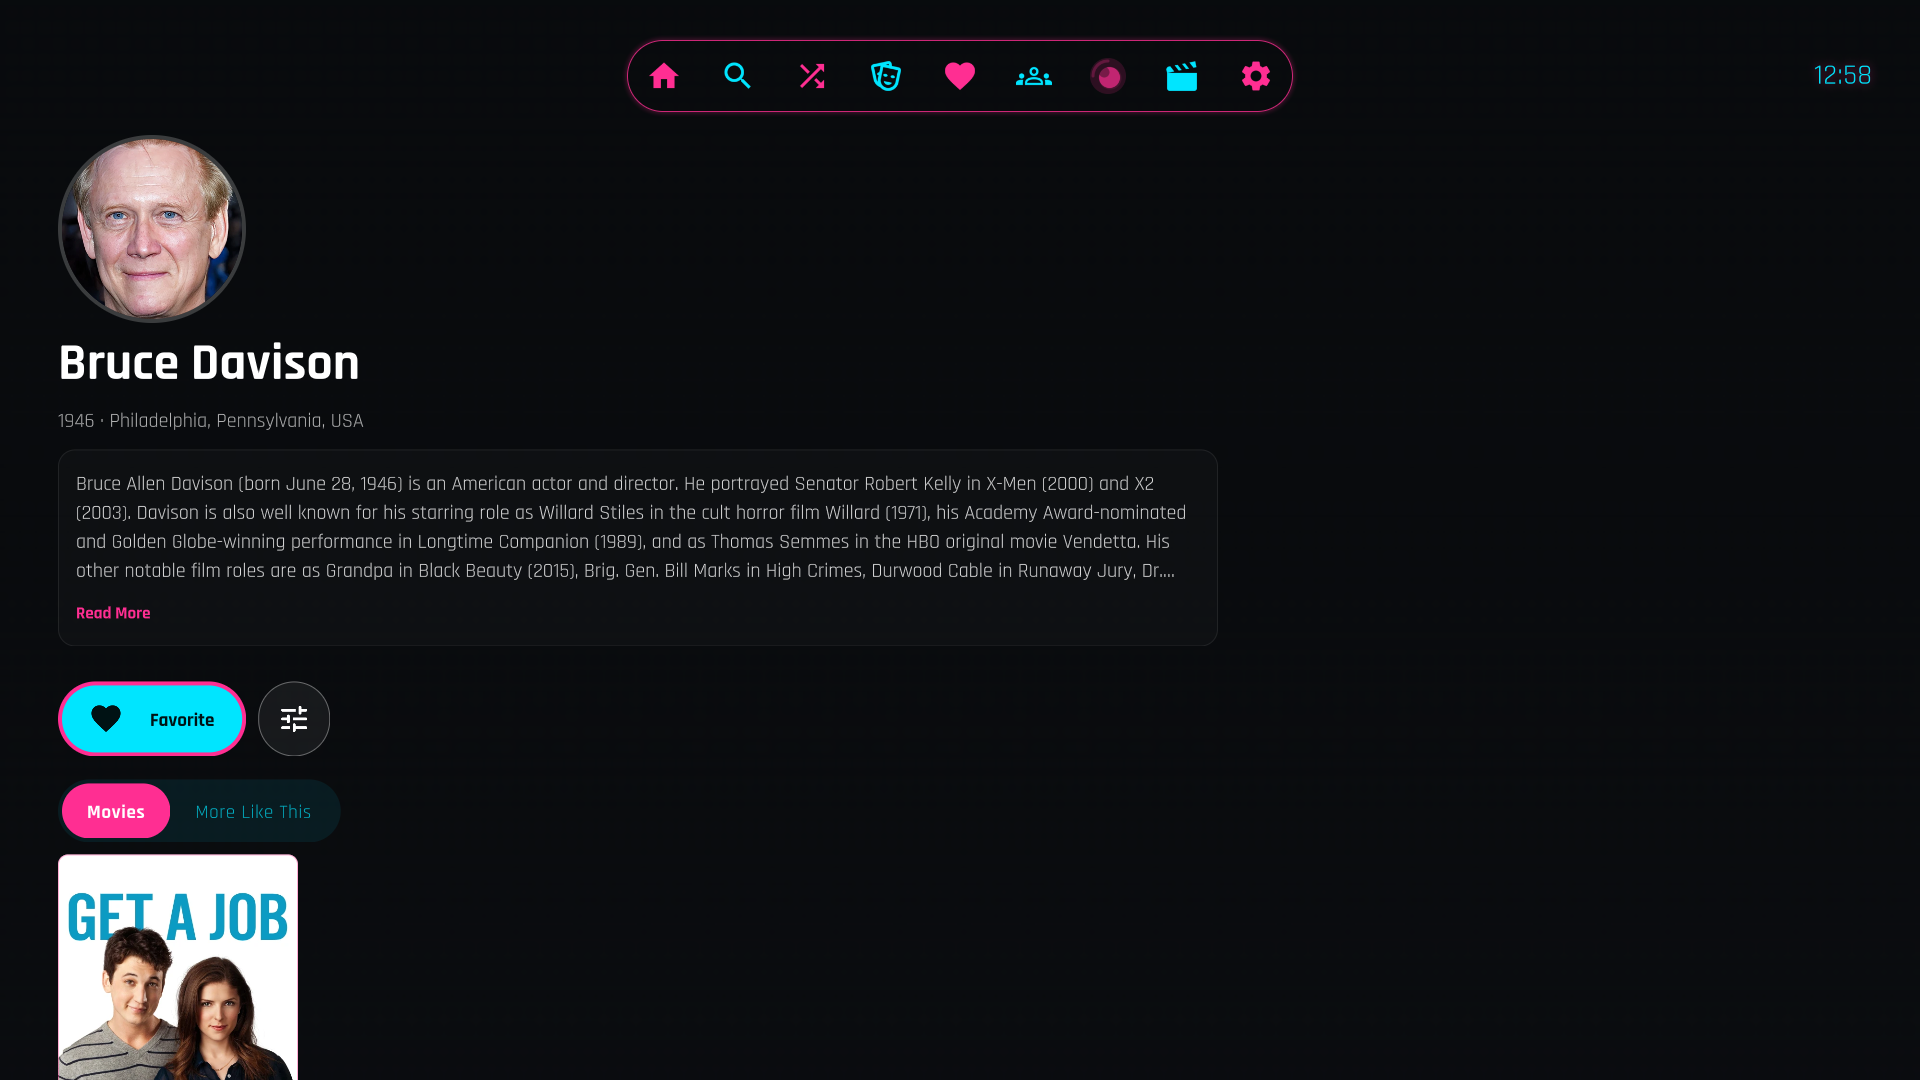 12:58
Bruce Davison
1946 · Philadelphia, Pennsylvania, USA
Bruce Allen Davison (born June 28, 1946) is an American actor and director. He portrayed Senator Robert Kelly in X-Men (2000) and X2
(2003). Davison is also well known for his starring role as Willard Stiles in the cult horror film Willard (1971), his Academy Award-nominated
and Golden Globe-winning performance in Longtime Companion (1989), and as Thomas Semmes in the HBO original movie Vendetta. His
other notable film roles are as Grandpa in Black Beauty (2015), Brig. Gen. Bill Marks in High Crimes, Durwood Cable in Runaway Jury, Dr....
Read More
Favorite
Movies
More Like This
GET A JOB